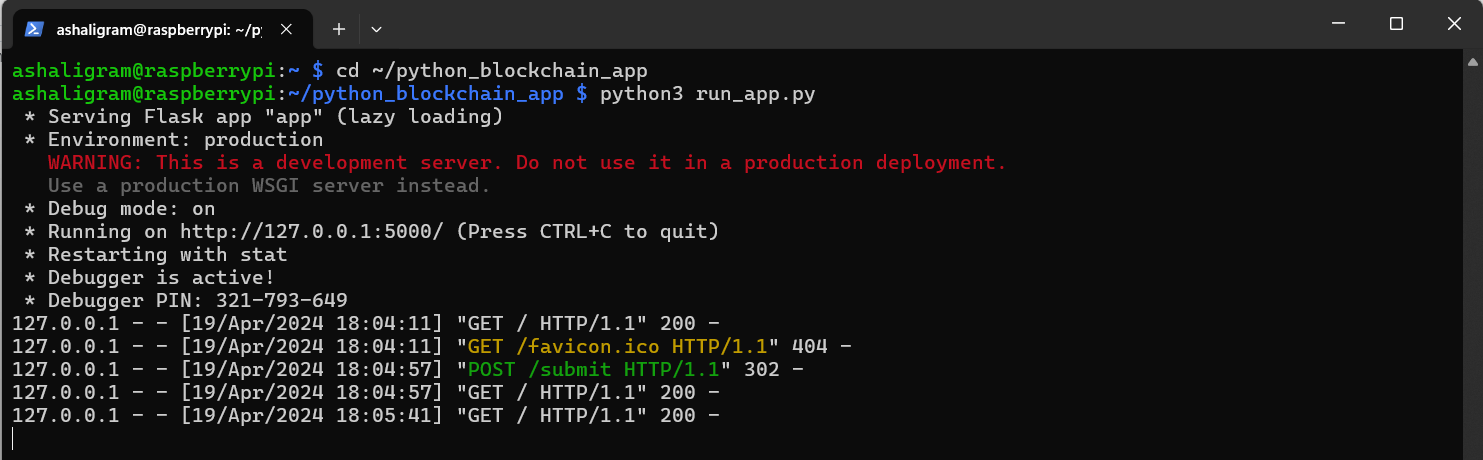 ashaligram@raspberrypi: ~/py
ashaligram@raspberrypi:~ $ cd ~/python_blockchain_app
ashaligram@raspberrypi:~/python_blockchain_app $ python3 run_app.py
 * Serving Flask app "app" (lazy loading)
 * Environment: production
   WARNING: This is a development server. Do not use it in a production deployment.
   Use a production WSGI server instead.
 * Debug mode: on
 * Running on http://127.0.0.1:5000/ (Press CTRL+C to quit)
 * Restarting with stat
 * Debugger is active!
 * Debugger PIN: 321-793-649
127.0.0.1 - - [19/Apr/2024 18:04:11] "GET / HTTP/1.1" 200 -
127.0.0.1 - - [19/Apr/2024 18:04:11] "GET /favicon.ico HTTP/1.1" 404 -
127.0.0.1 - - [19/Apr/2024 18:04:57] "POST /submit HTTP/1.1" 302 -
127.0.0.1 - - [19/Apr/2024 18:04:57] "GET / HTTP/1.1" 200 -
127.0.0.1 - - [19/Apr/2024 18:05:41] "GET / HTTP/1.1" 200 -